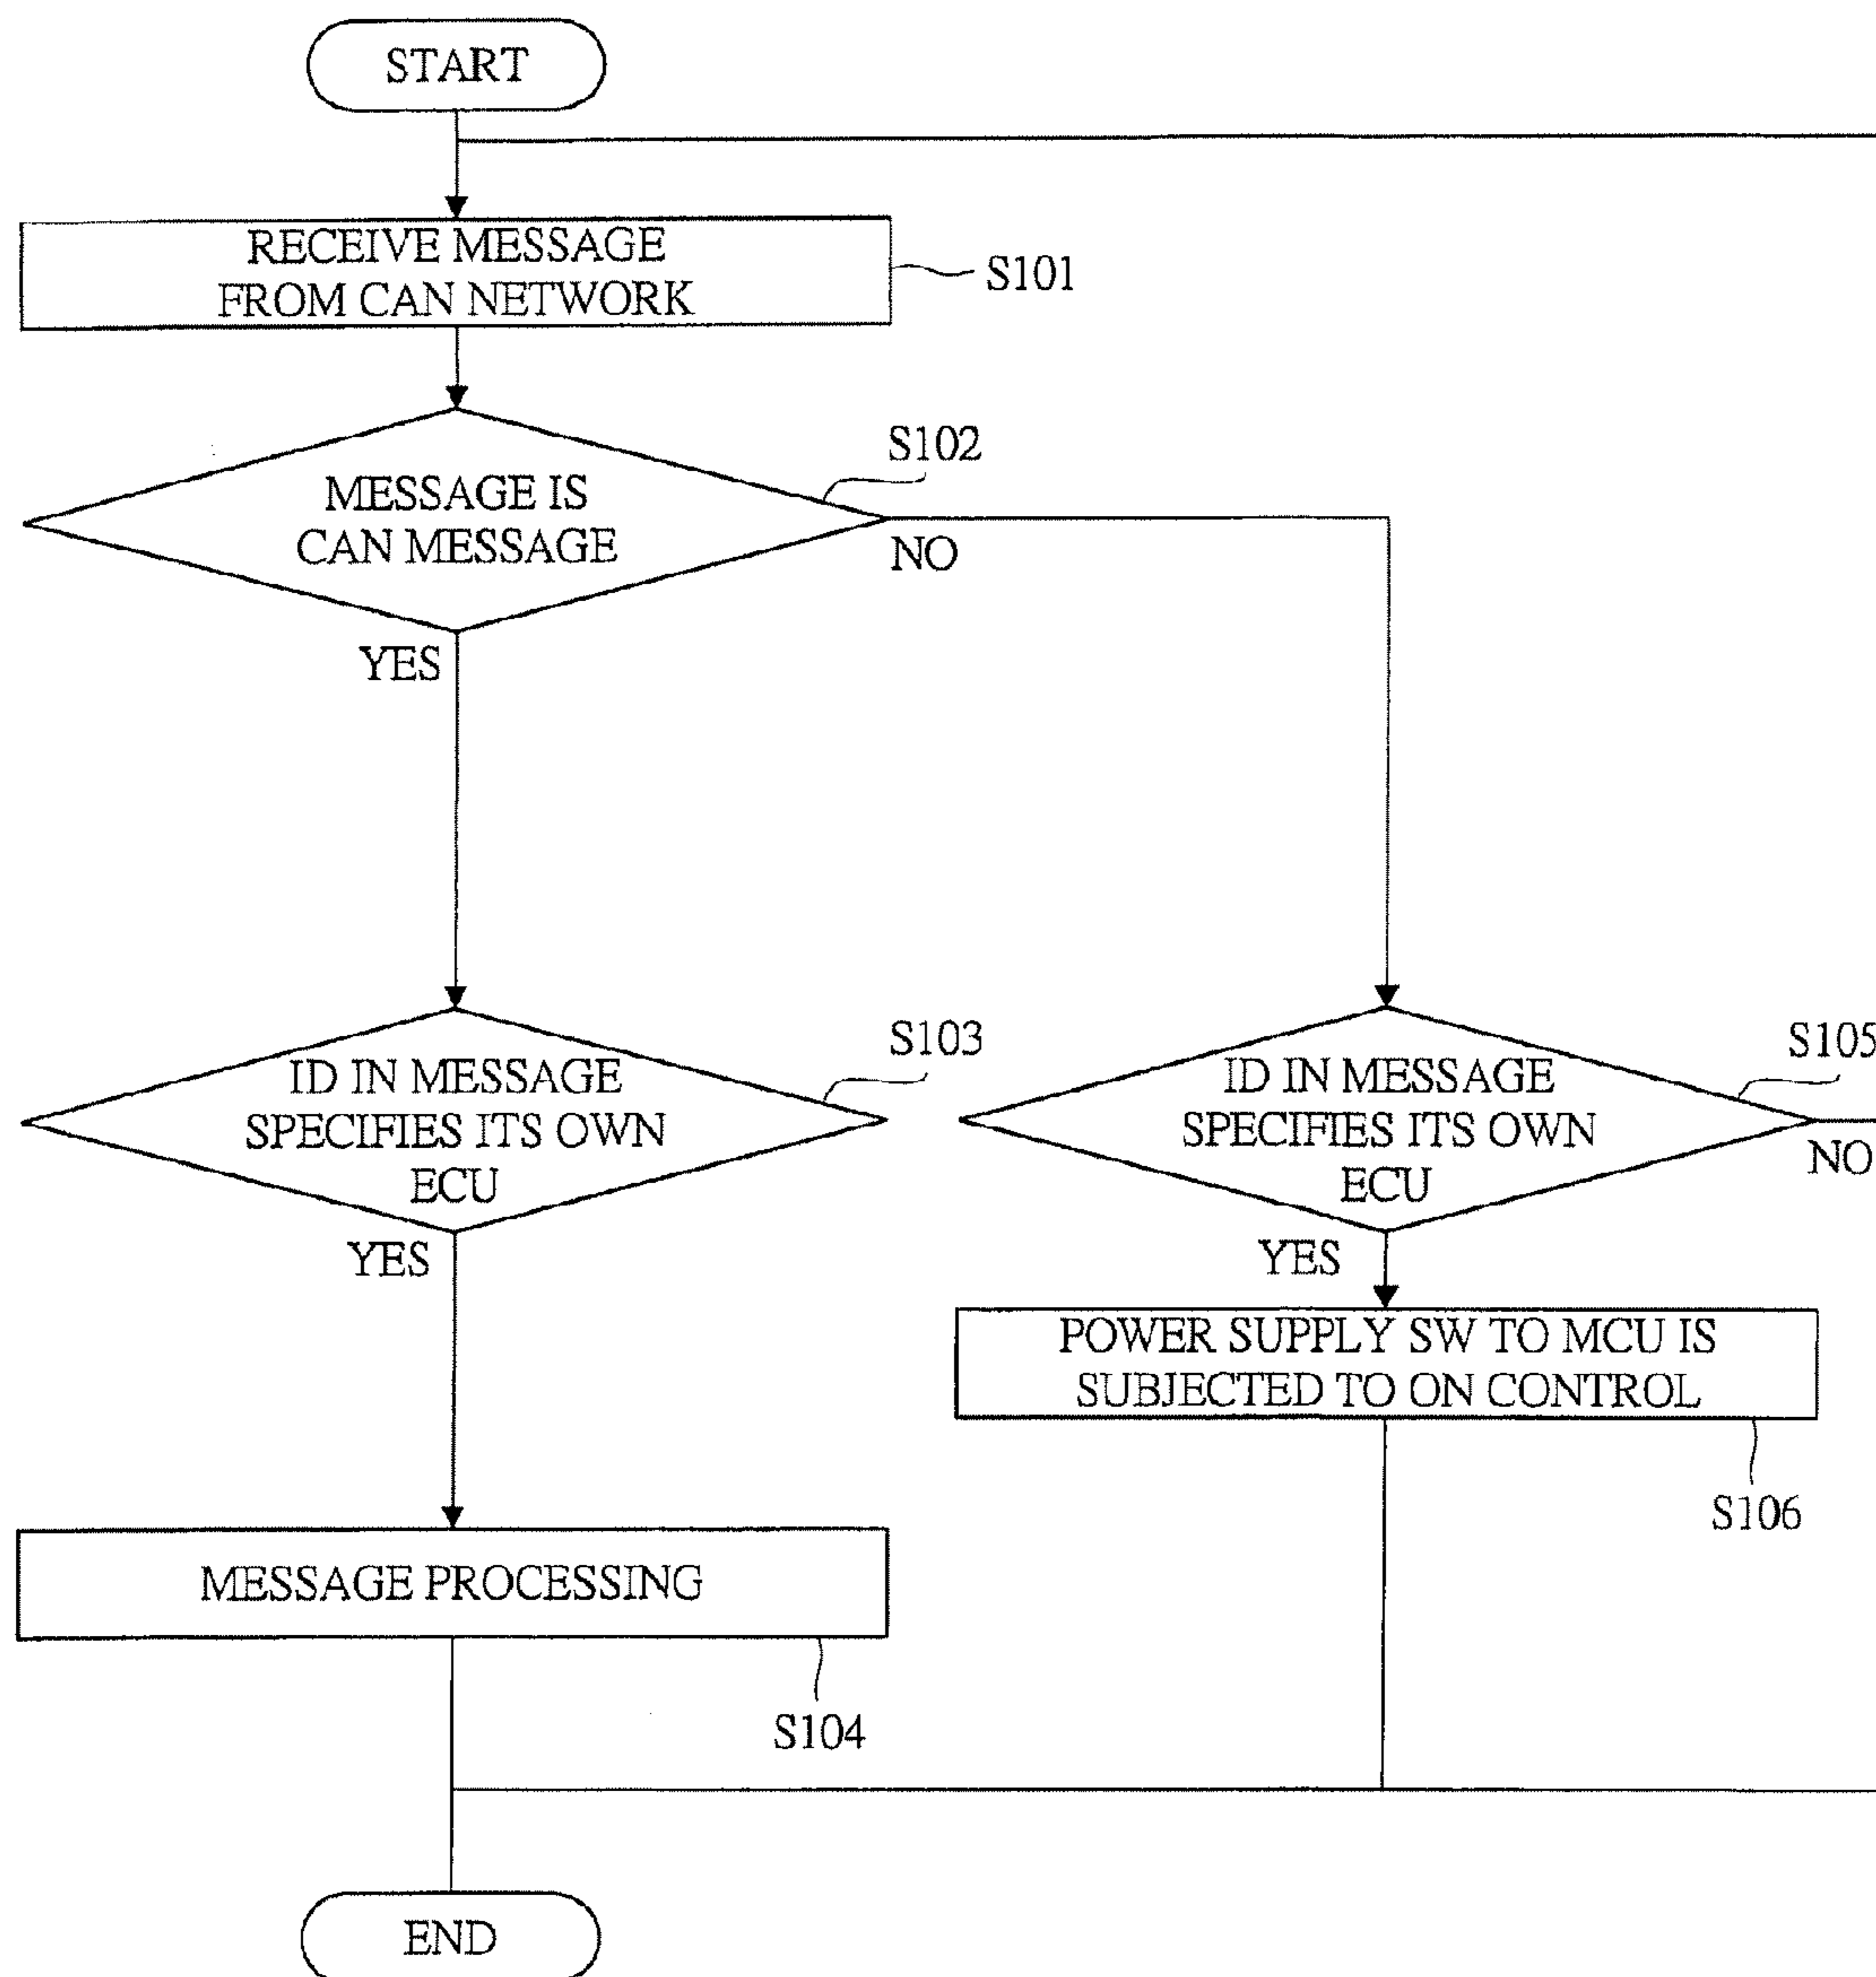 START
RECEIVE MESSAGE
FROM CAN NETWORK
S101
S102
MESSAGE IS
CAN MESSAGE
NO
YES
S103
ID IN MESSAGE
SPECIFIES ITS OWN
ECU
YES
S105
ID IN MESSAGE
SPECIFIES ITS OWN
ECU
NO
YES
POWER SUPPLY SW TO MCU IS
SUBJECTED TO ON CONTROL
S106
MESSAGE PROCESSING
S104
END